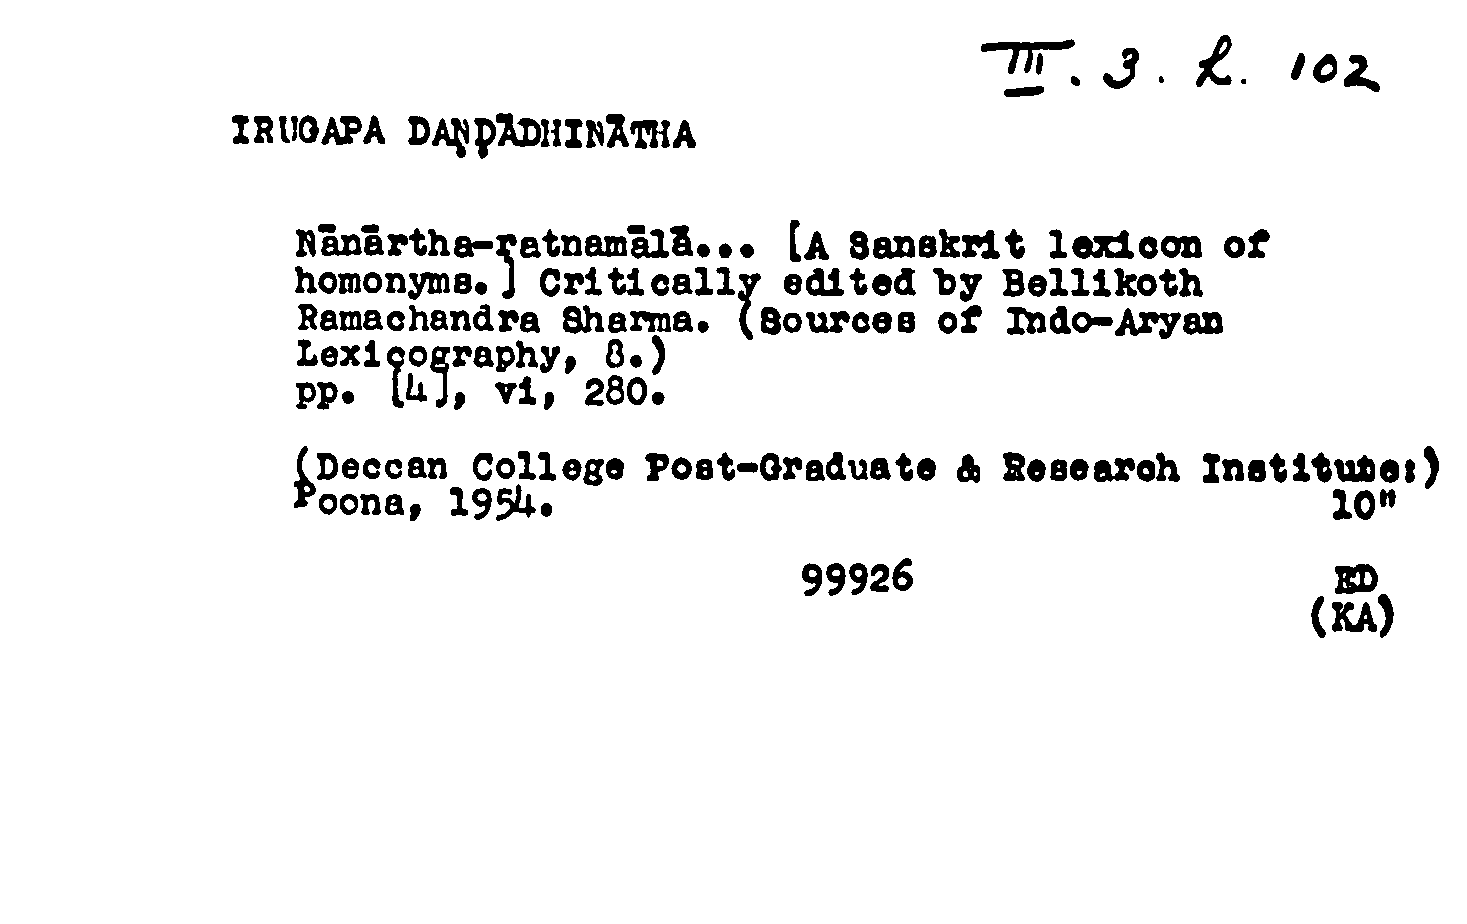 III. 3. L. 102
IRUGAPA DAṆḌĀDHINĀTHA
Nānārtha-ratnamālā... [A Sanskrit lexicon of
homonyms.] Critically edited by Bellikoth
Ramachandra Sharma. (Sources of Indo-Aryan
Lexicography, 8.)
pp. [4], vi, 280.
(Deccan College Post-Graduate & Research Institute:)
Poona, 1954. 10"
99926 ED
(KA)